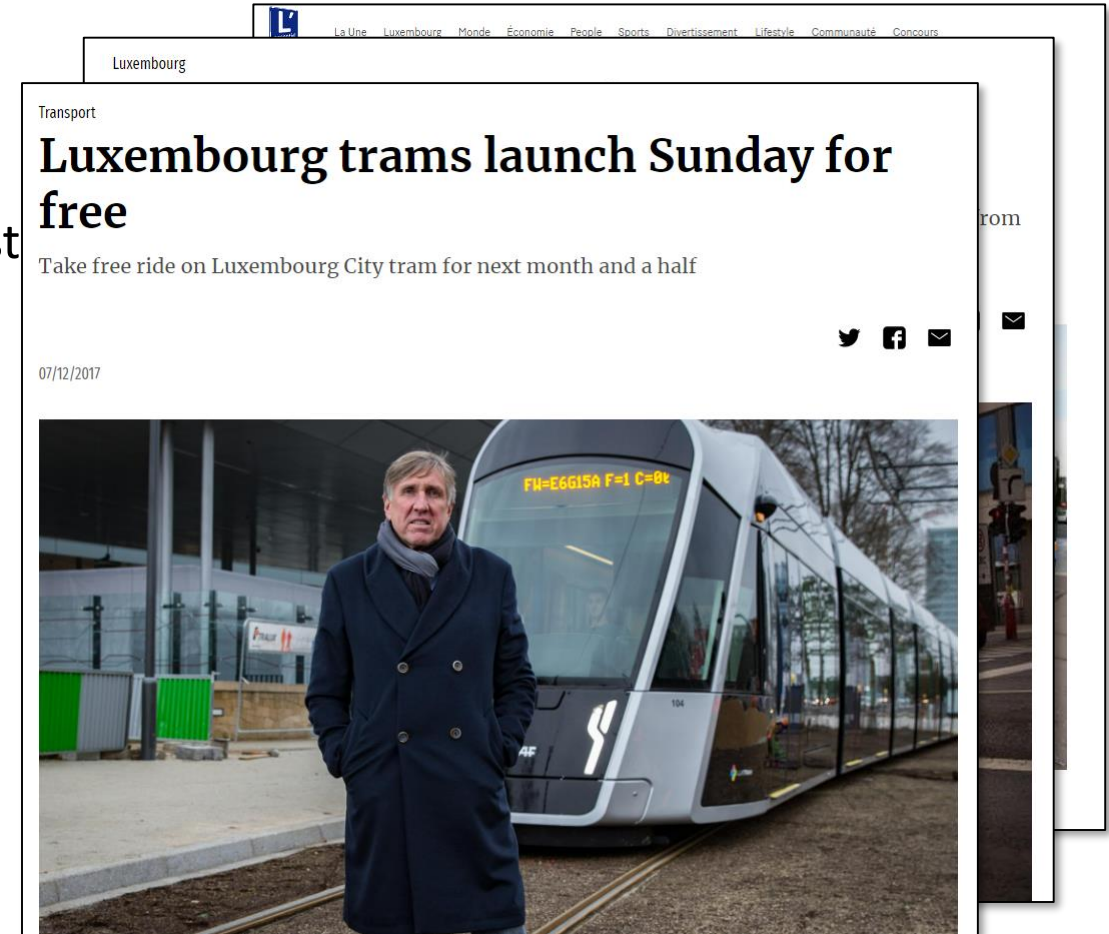 L'
La Une Luxembourg Monde Économie People Sports Divertissement Lifestyle Communauté Concours
Luxembourg
Transport
Luxembourg trams launch Sunday for
free
Take free ride on Luxembourg City tram for next month and a half
07/12/2017
FW=E6G15A F=1 C=0t
104